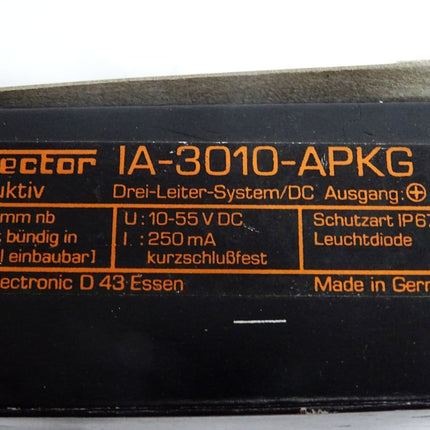 ector IA-3010-APKG
uktiv Drei-Leiter-System/DC Ausgang:⊕
mm nb U:10-55 V DC Schutzart IP67
t bündig in I :250 mA Leuchtdiode
l einbaubar] kurzschlußfest
ectronic D 43 Essen Made in Germ